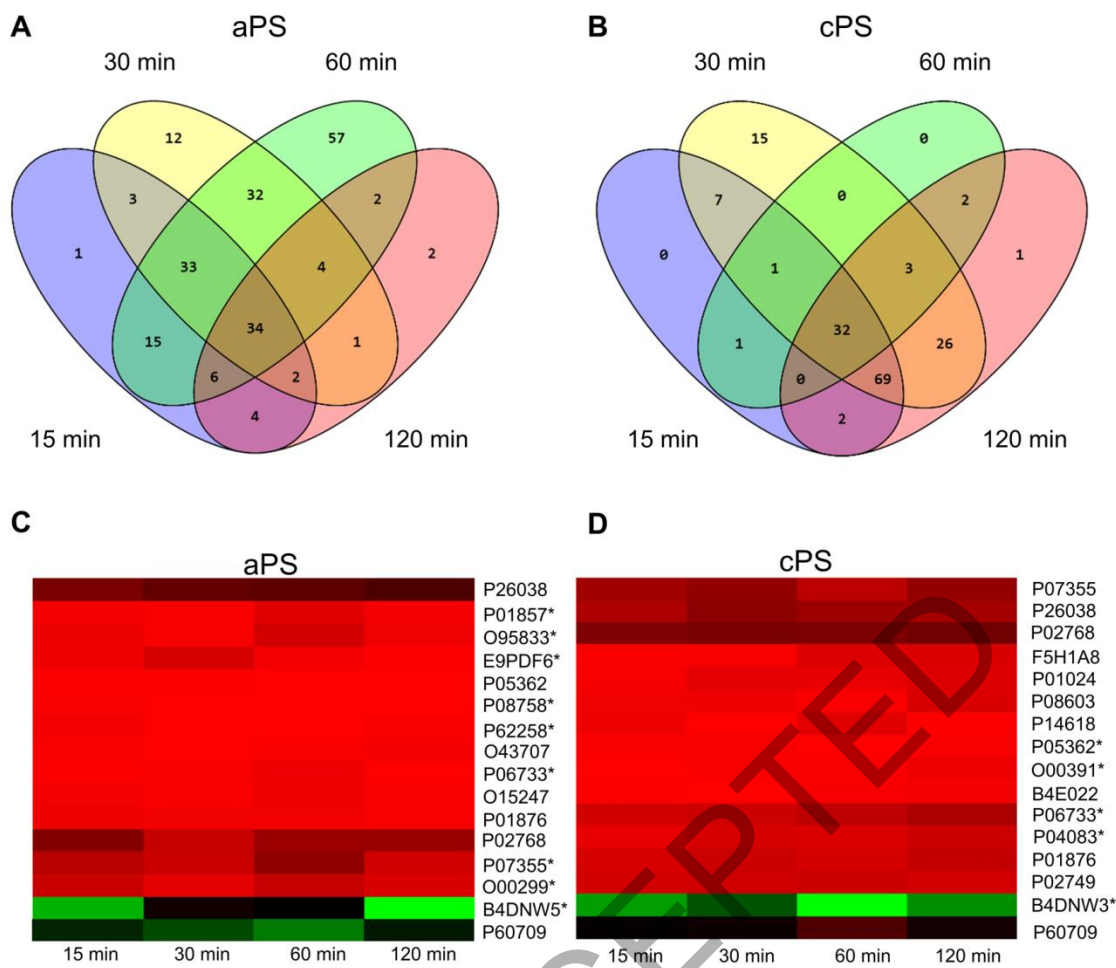 A
aPS
30 min
60 min
12
57
3
32
2
1
33
4
2
34
15
1
6
2
4
15 min
120 min
B
cPS
30 min
60 min
15
0
7
0
2
0
1
3
1
32
1
26
0
69
2
15 min
120 min
C
aPS
P26038
P01857*
O95833*
E9PDF6*
P05362
P08758*
P62258*
O43707
P06733*
O15247
P01876
P02768
P07355*
O00299*
B4DNW5*
P60709
15 min 30 min 60 min 120 min
D
cPS
P07355
P26038
P02768
F5H1A8
P01024
P08603
P14618
P05362*
O00391*
B4E022
P06733*
P04083*
P01876
P02749
B4DNW3*
P60709
15 min 30 min 60 min 120 min
CEPTED